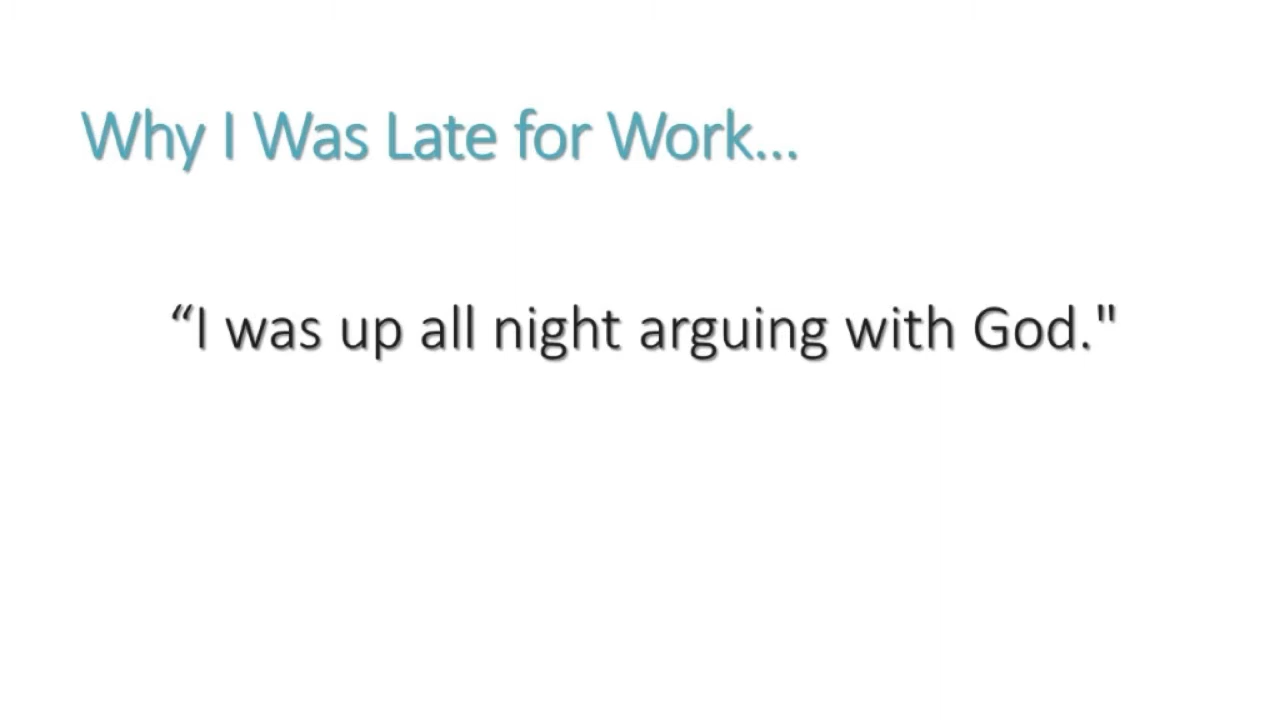 Why I Was Late for Work...
“I was up all night arguing with God."